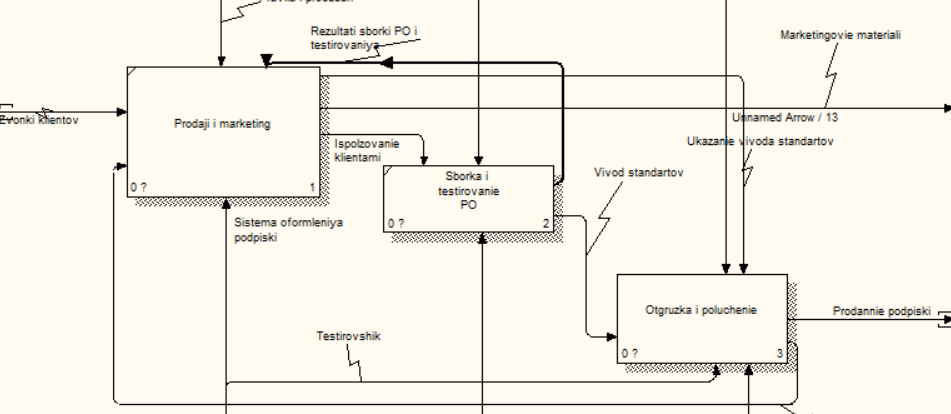 Rezultati sborki PO i
testirovaniya
Marketingovie materiali
Zvonki klientov
Prodaji i marketing
Unnamed Arrow / 13
Ispolzovanie
klientami
Ukazanie vivoda standartov
Sborka i
testirovanie
PO
Vivod standartov
0 ?
1
0 ?
2
Sistema oformleniya
podpiski
Otgruzka i poluchenie
Prodannie podpiski
Testirovshik
0 ?
3